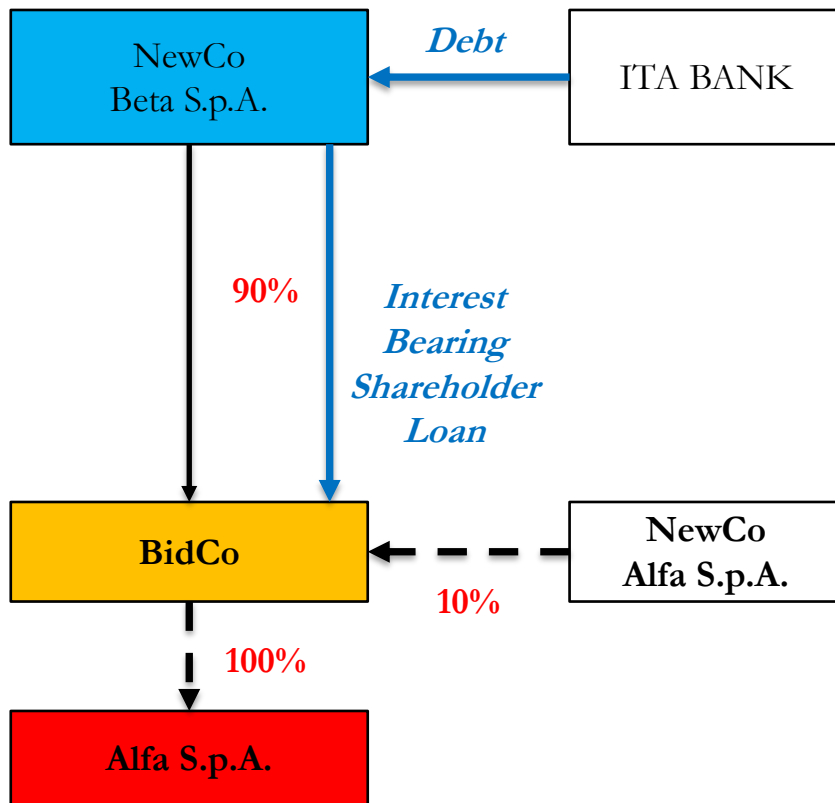 NewCo
Beta S.p.A.
Debt
ITA BANK
90%
Interest
Bearing
Shareholder
Loan
BidCo
10%
NewCo
Alfa S.p.A.
100%
Alfa S.p.A.